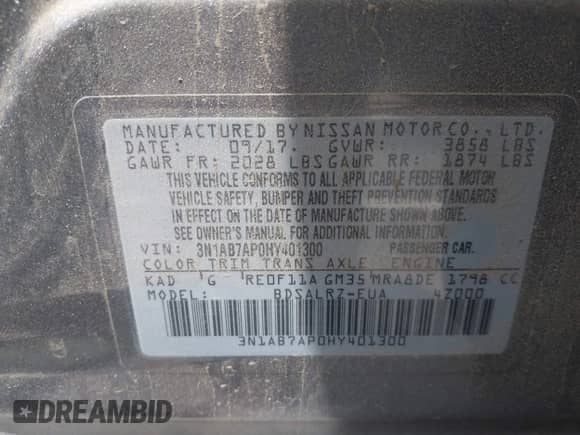 MANUFACTURED BY NISSAN MOTOR CO., LTD.
DATE: 09/17. GVWR: 3858 LBS
GAWR FR: 2028 LBS GAWR RR: 1874 LBS
THIS VEHICLE CONFORMS TO ALL APPLICABLE FEDERAL MOTOR
VEHICLE SAFETY, BUMPER AND THEFT PREVENTION STANDARDS
IN EFFECT ON THE DATE OF MANUFACTURE SHOWN ABOVE.
SEE OWNER'S MANUAL FOR ADDITIONAL INFORMATION.
VIN: 3N1AB7AP0HY401300 PASSENGER CAR.
COLOR TRIM TRANS AXLE ENGINE
KAD G RE0F11A GM35 MRA8DE 1798 CC
MODEL: BDSALRZ-EUA 4Z000
3N1AB7AP0HY401300
DREAMBID